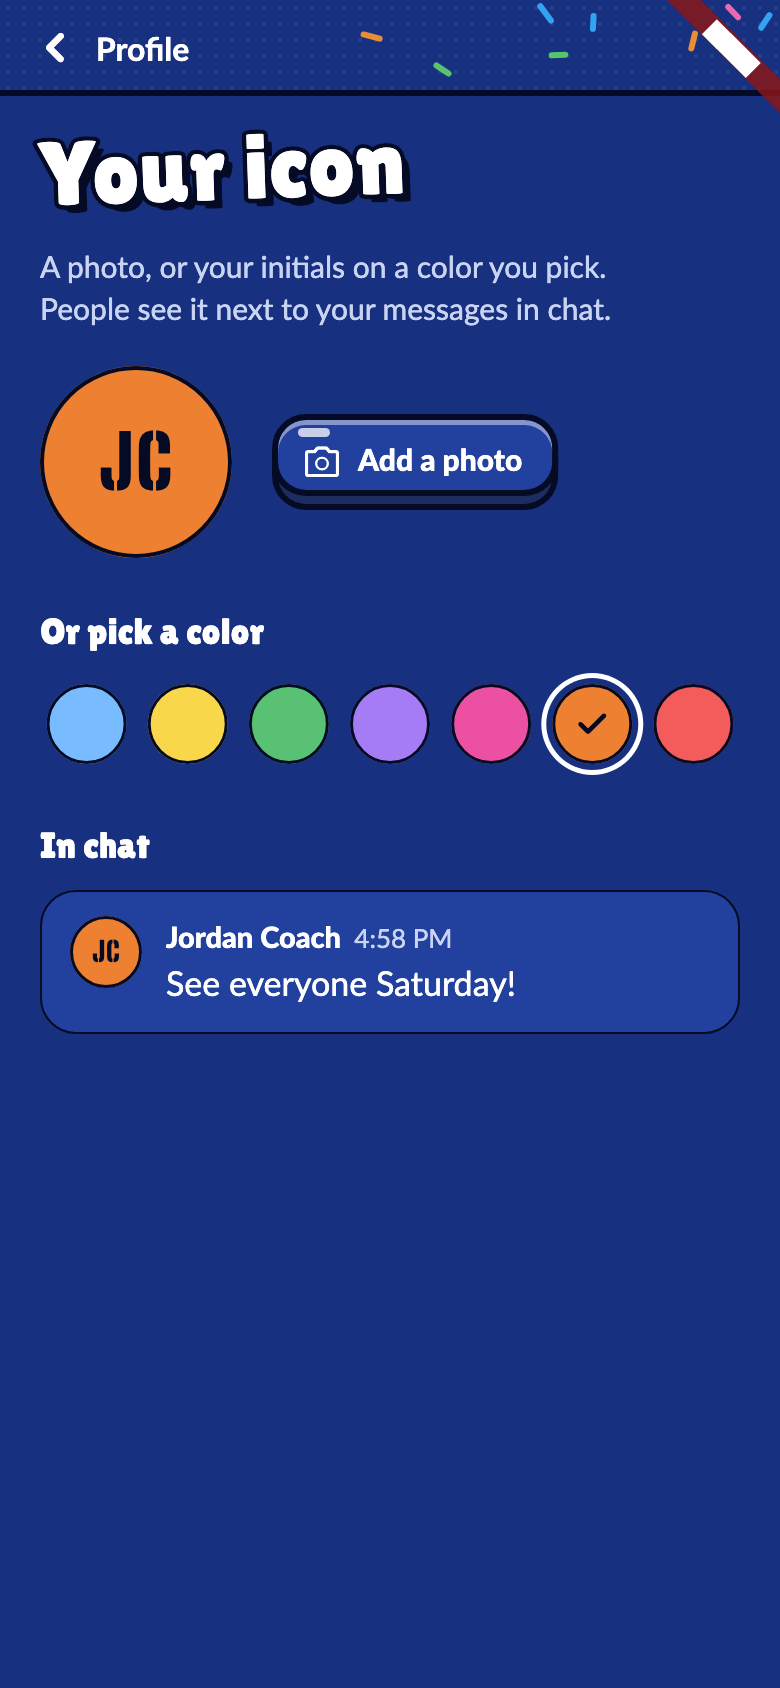 Profile
Your icon
A photo, or your initials on a color you pick.
People see it next to your messages in chat.
JC
Add a photo
Or pick a color
In chat
JC
Jordan Coach 4:58 PM
See everyone Saturday!